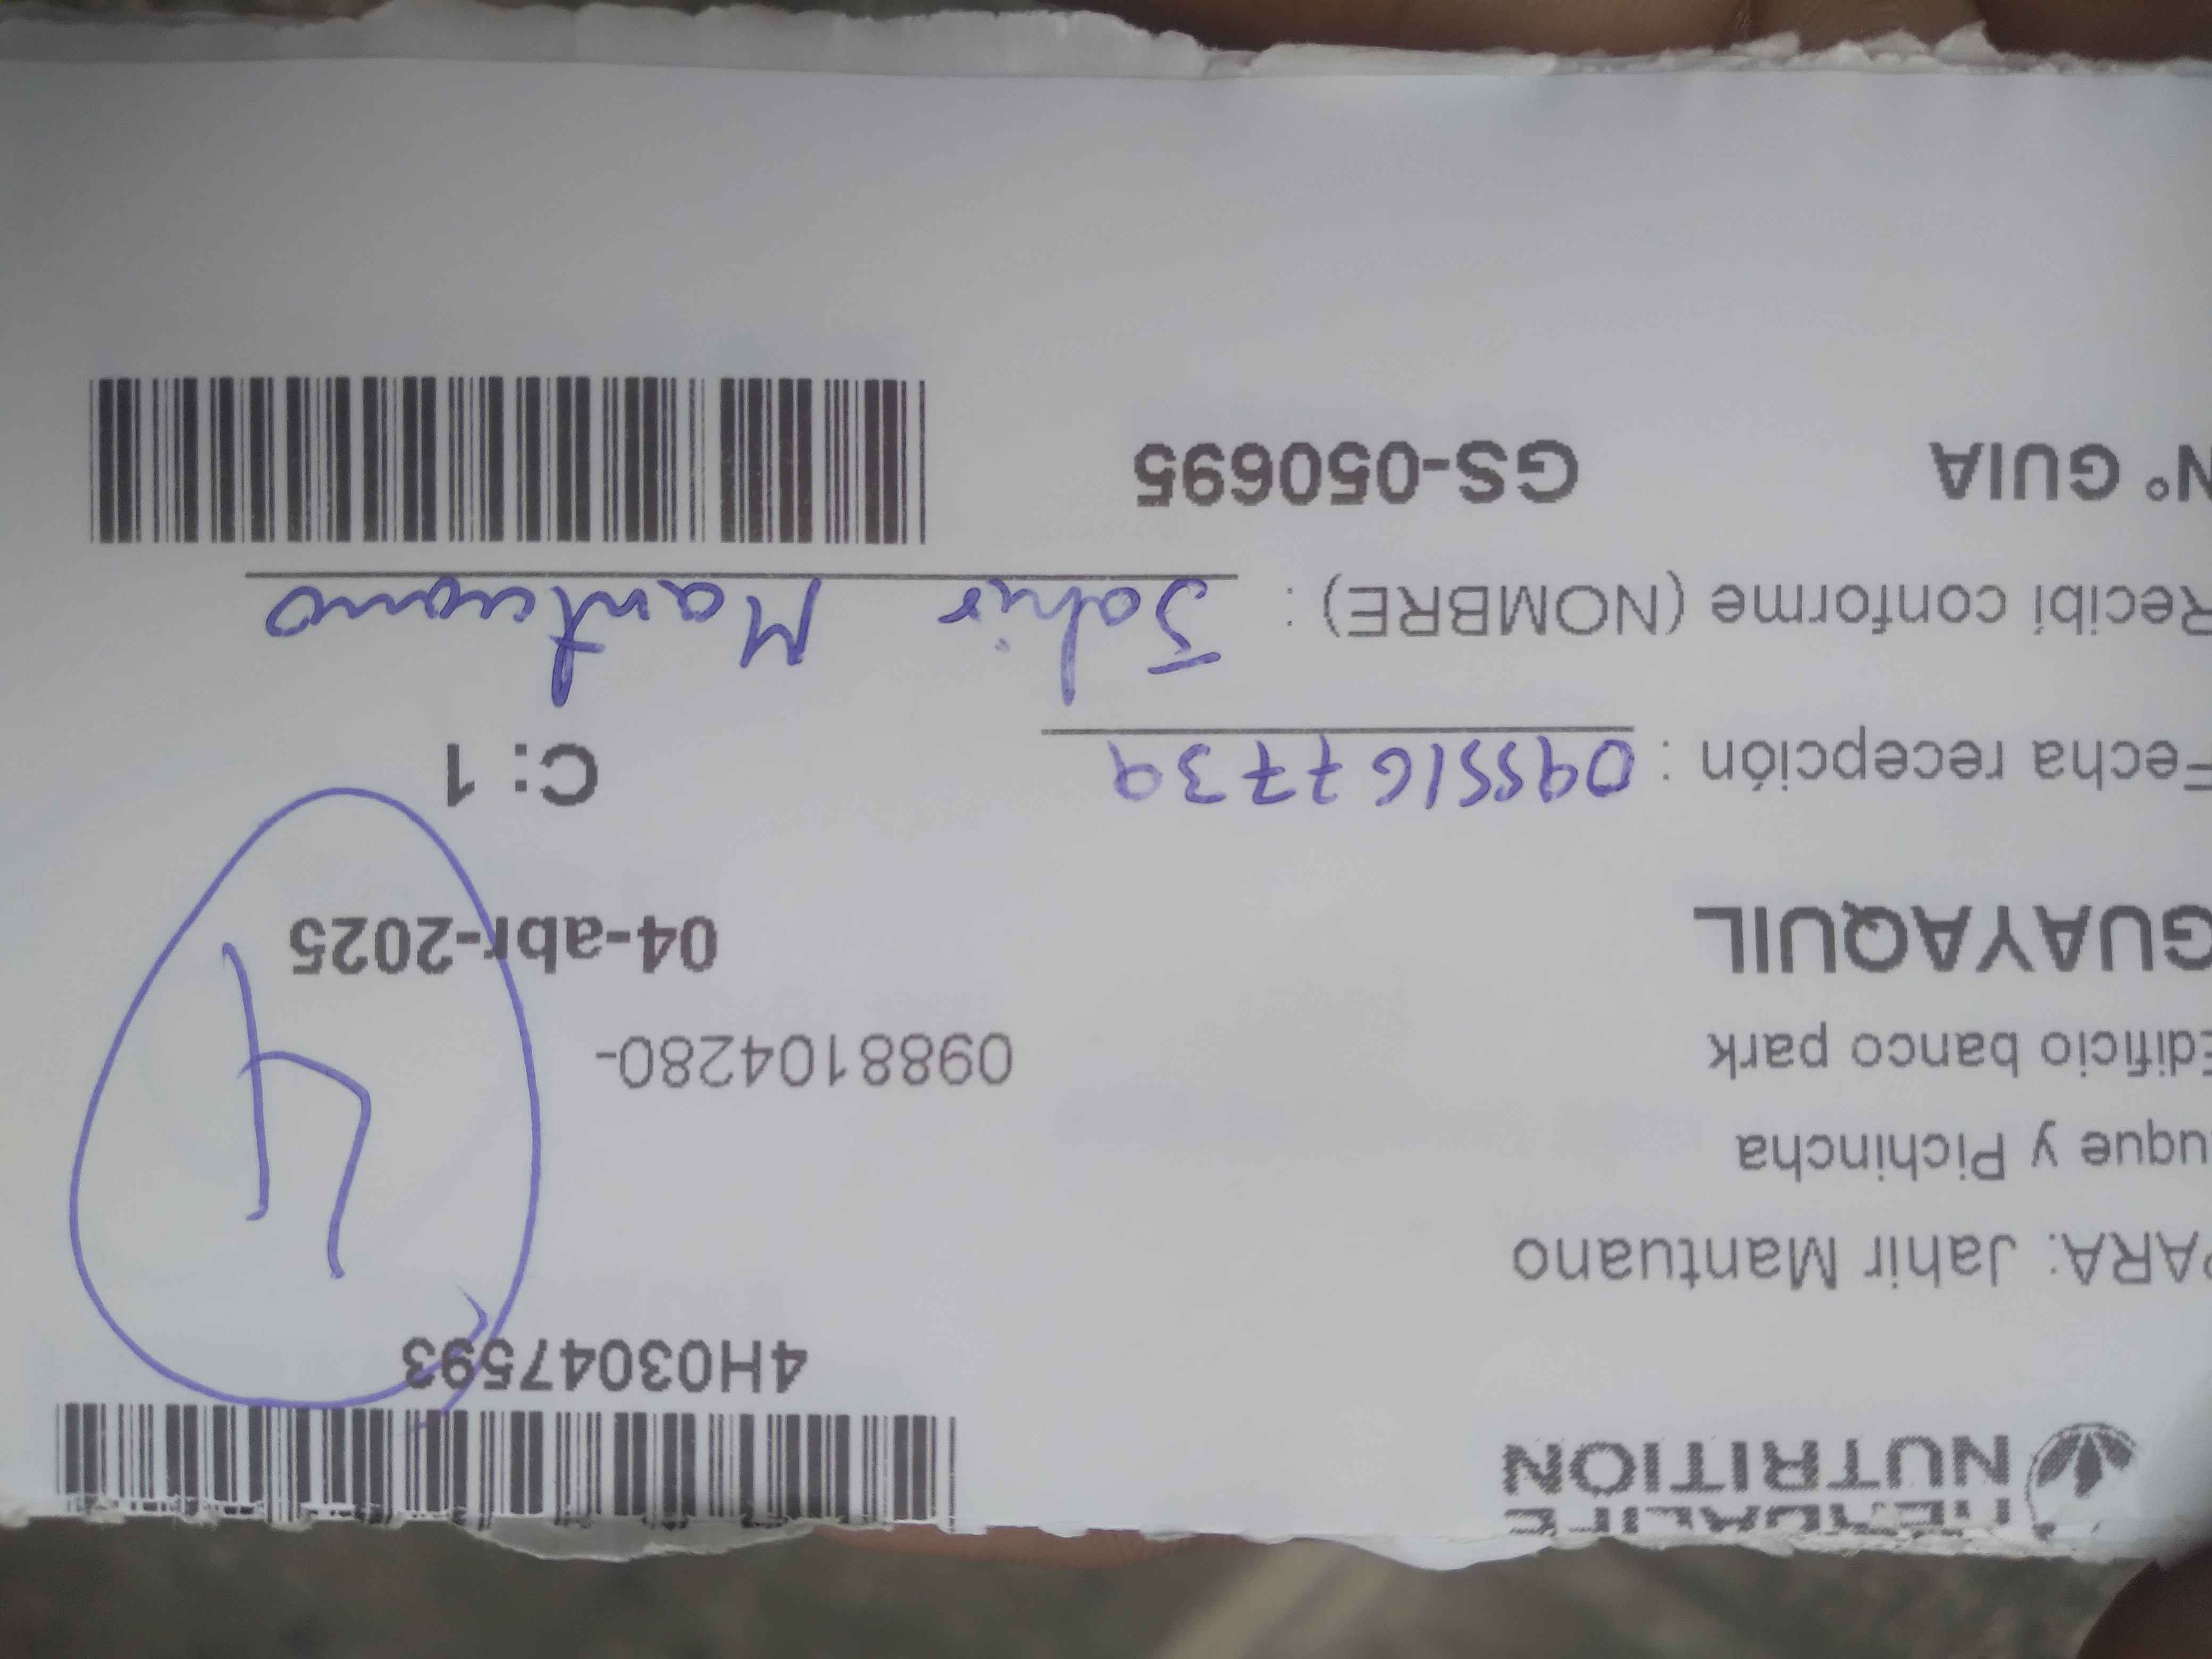 NUTRITION
4H03047593
PARA: Jahir Mantuano
uque y Pichincha
0988104280-
Edificio banco park
04-abr-2025
GUAYAQUIL
4
C: 1
Fecha recepción : 0955167739
Recibí conforme (NOMBRE) : Jahir Mantuano
N° GUIA GS-050695